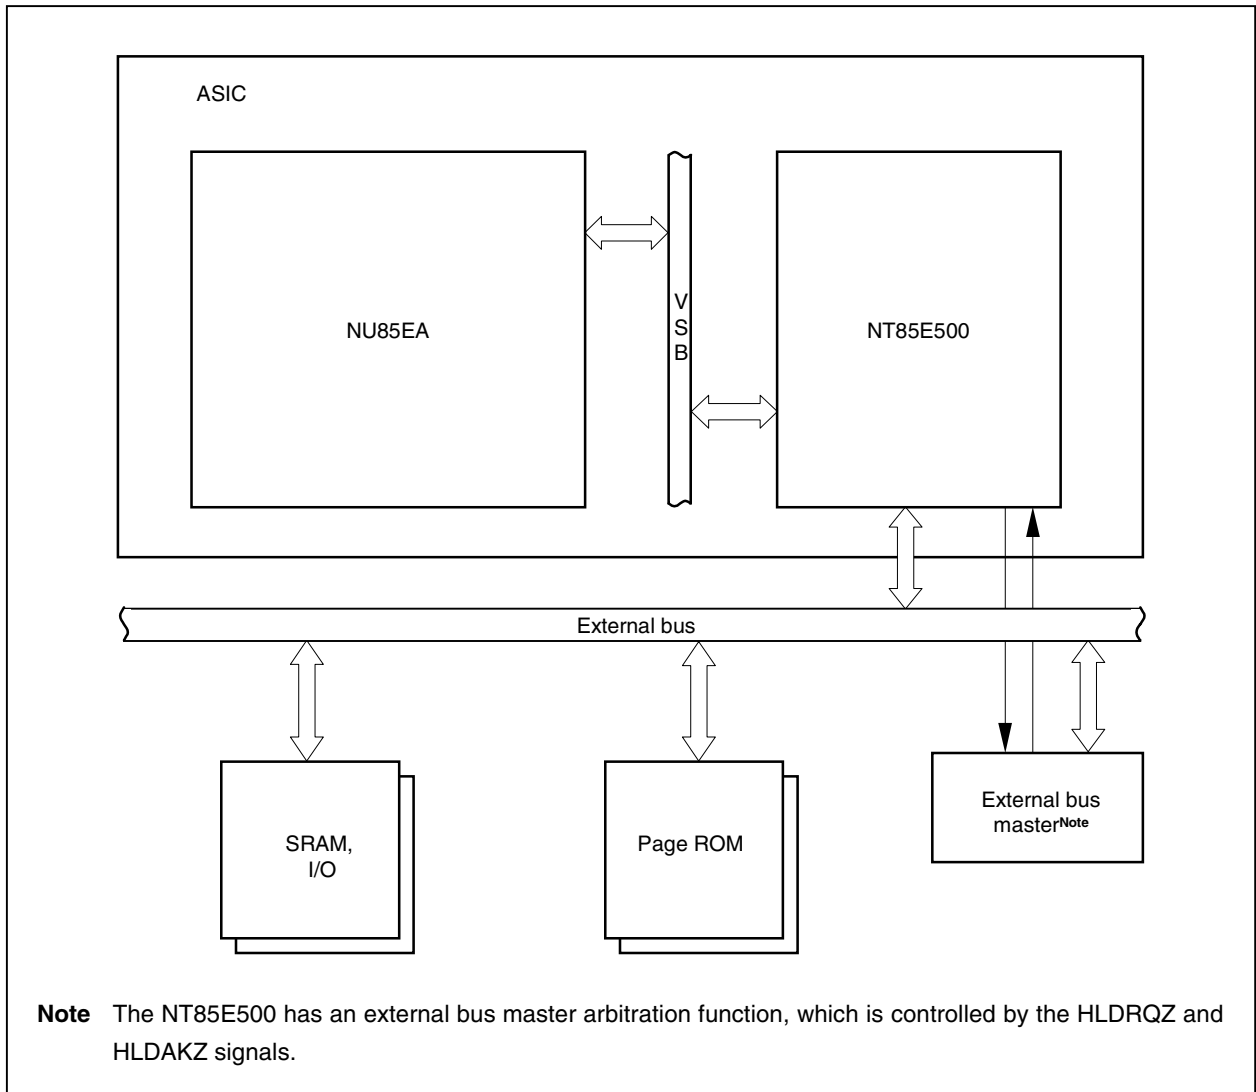 ASIC
NU85EA
V
S
B
NT85E500
External bus
SRAM,
I/O
Page ROM
External bus
masterNote
Note The NT85E500 has an external bus master arbitration function, which is controlled by the HLDRQZ and
HLDAKZ signals.